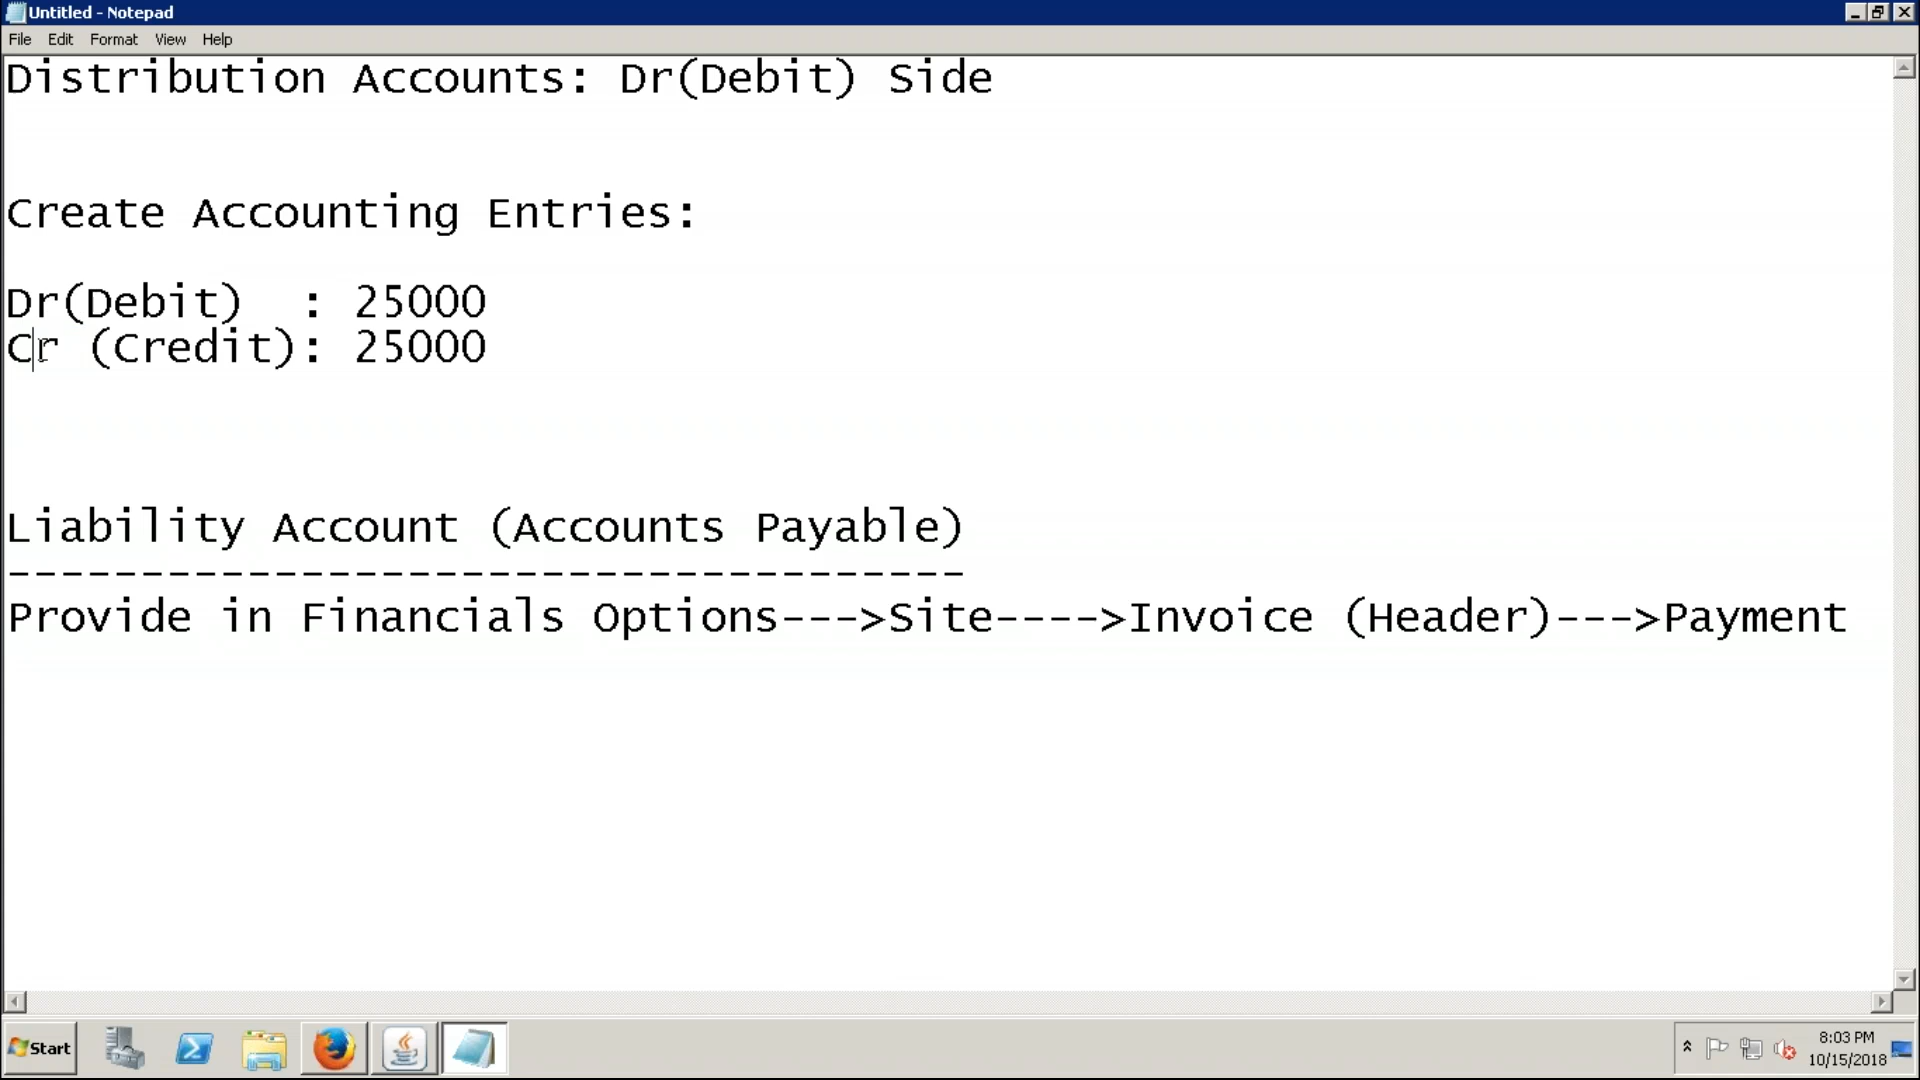 Untitled - Notepad
File Edit Format View Help
Distribution Accounts: Dr(Debit) Side
Create Accounting Entries:
Dr(Debit)  : 25000
Cr (Credit): 25000
Liability Account (Accounts Payable)
------------------------------------
Provide in Financials Options--->Site---->Invoice (Header)--->Payment
Start
8:03 PM
10/15/2018